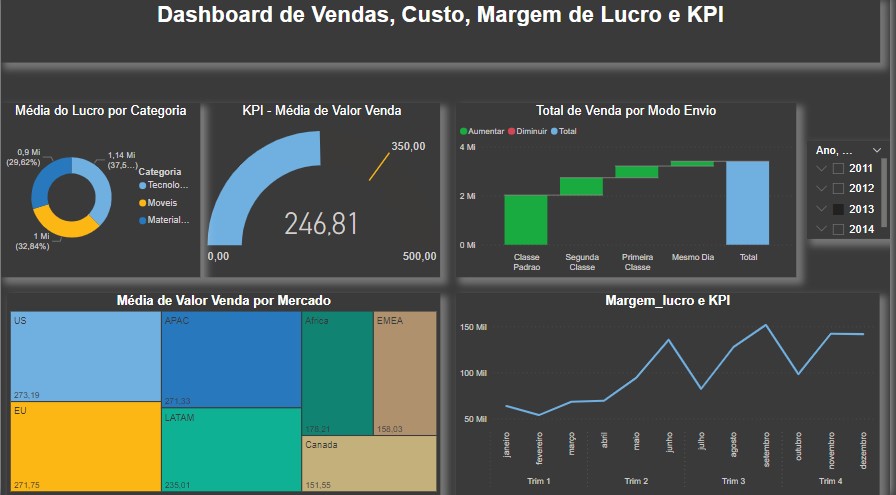 Dashboard de Vendas, Custo, Margem de Lucro e KPI
Média do Lucro por Categoria
0,9 Mi
(29,62%)
1,14 Mi
(37,5...)
1 Mi
(32,84%)
Categoria
Tecnolo...
Moveis
Material...
KPI - Média de Valor Venda
350,00
246,81
0,00
500,00
Total de Venda por Modo Envio
Aumentar Diminuir Total
4 Mi
2 Mi
0 Mi
Classe
Padrao
Segunda
Classe
Primeira
Classe
Mesmo Dia
Total
Ano, ...
2011
2012
2013
2014
Média de Valor Venda por Mercado
US
273,19
EU
271,75
APAC
271,33
LATAM
235,01
Africa
178,21
EMEA
158,03
Canada
151,55
Margem_lucro e KPI
150 Mil
100 Mil
50 Mil
janeiro
fevereiro
março
abril
maio
junho
julho
agosto
setembro
outubro
novembro
dezembro
Trim 1
Trim 2
Trim 3
Trim 4